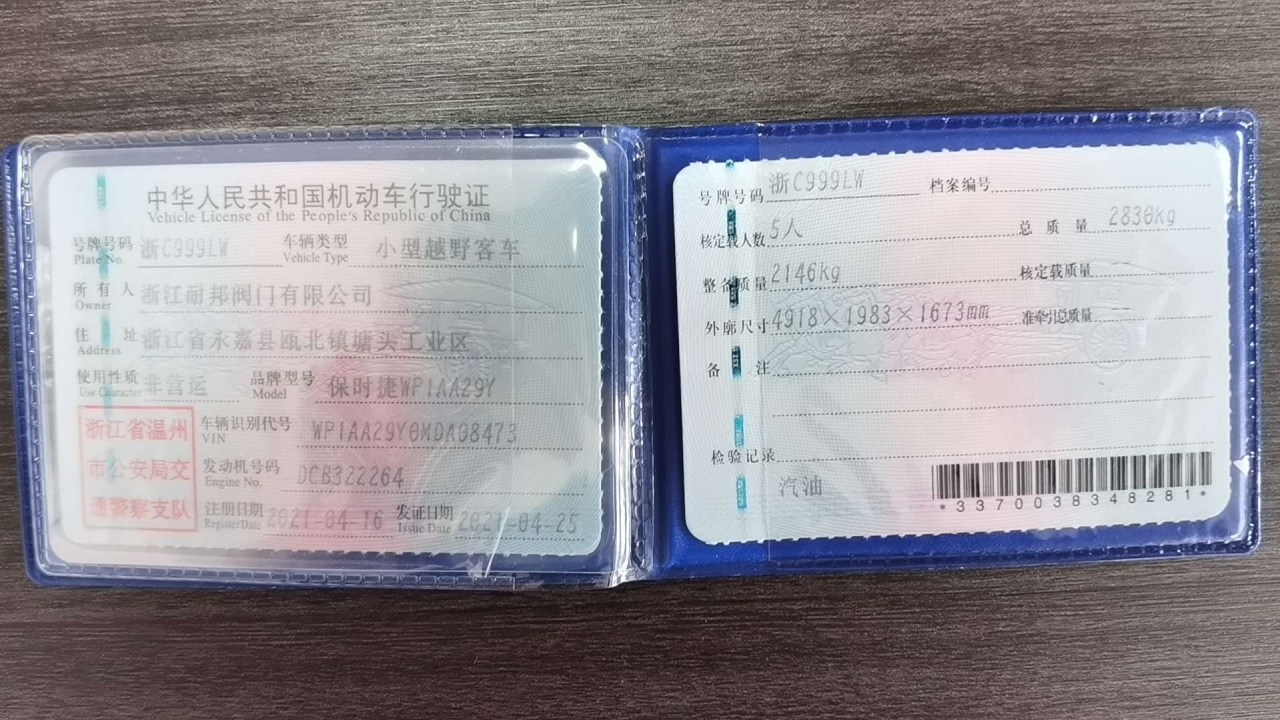 中华人民共和国机动车行驶证
Vehicle License of the People's Republic of China
号牌号码 浙C999LW 车辆类型 小型越野客车
Plate No. Vehicle Type
所有人 浙江耐邦阀门有限公司
Owner
住址 浙江省永嘉县瓯北镇塘头工业区
Address
使用性质 非营运 品牌型号 保时捷WP1AA29Y
Use Character Model
浙江省温州
市公安局交
通警察支队
车辆识别代号 WP1AA29Y0MDA08473
VIN
发动机号码 DCB322264
Engine No.
注册日期 2021-04-16 发证日期 2021-04-25
Register Date Issue Date
号牌号码 浙C999LW 档案编号
核定载人数 5人 总质量 2830kg
整备质量 2146kg 核定载质量
外廓尺寸 4918×1983×1673mm 准牵引总质量 --
备注
检验记录
汽油
*3370038348281*